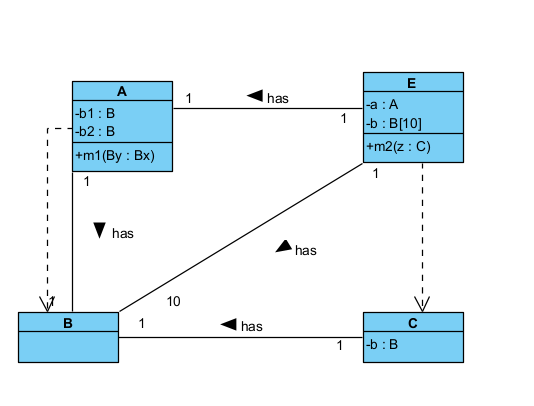 A
-b1 : B
-b2 : B
+m1(By : Bx)
E
-a : A
-b : B[10]
+m2(z : C)
1
has
1
1
has
1
1
has
10
B
1
has
1
C
-b : B